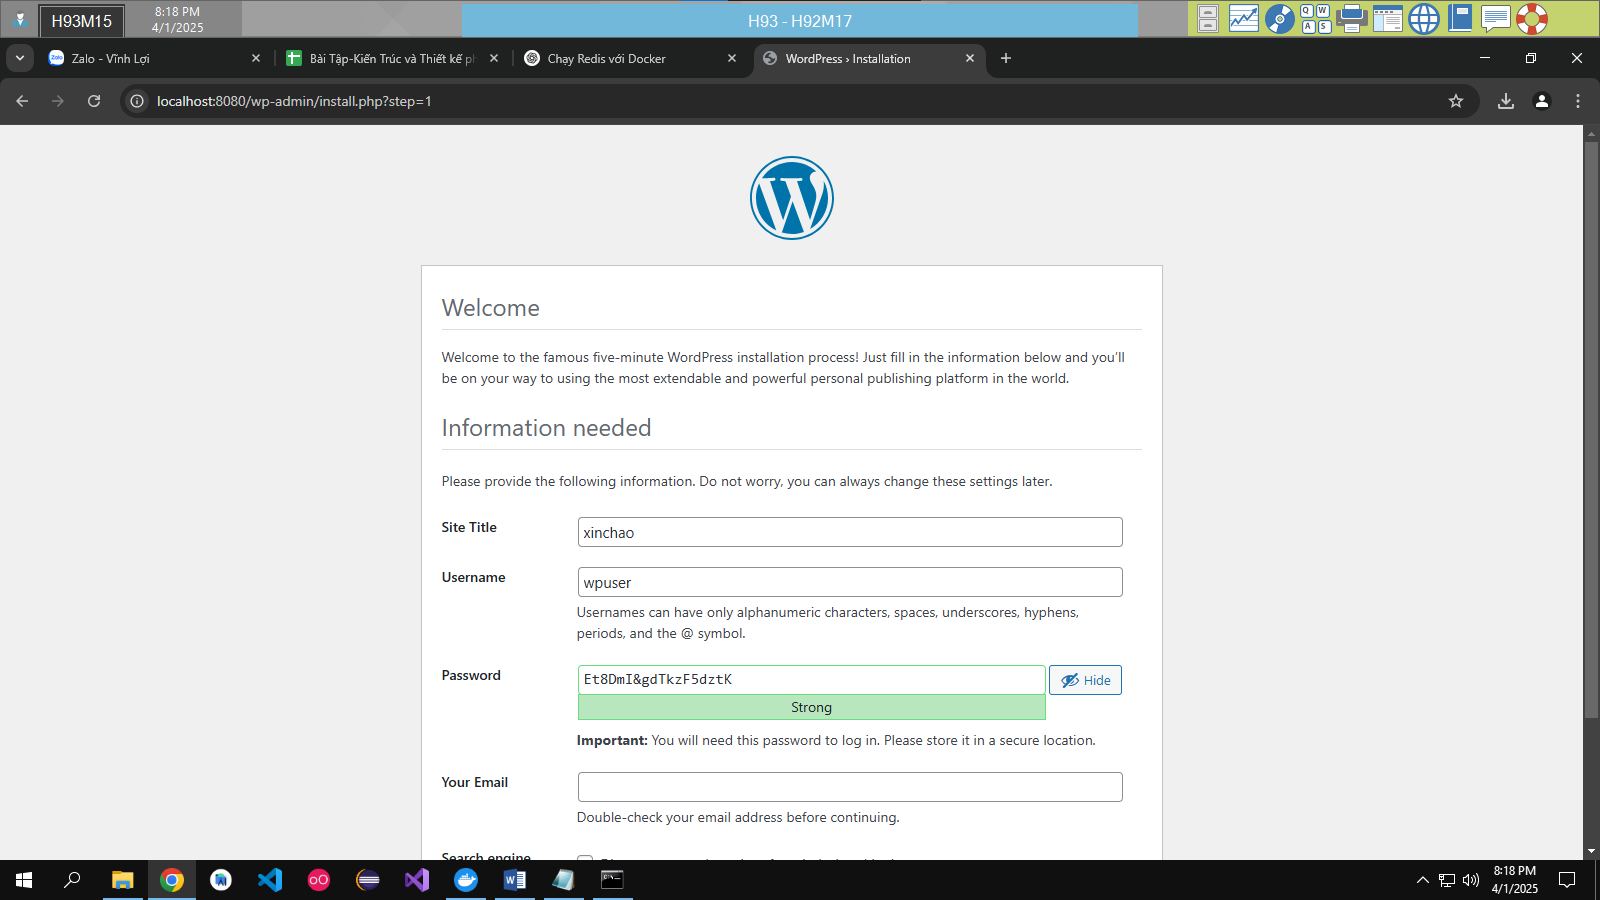 H93M15
8:18 PM
4/1/2025
H93 - H92M17
Q W
A S
Zalo - Vĩnh Lợi
Bài Tập-Kiến Trúc và Thiết kế
Chạy Redis với Docker
WordPress › Installation
localhost:8080/wp-admin/install.php?step=1
Welcome
Welcome to the famous five-minute WordPress installation process! Just fill in the information below and you'll
be on your way to using the most extendable and powerful personal publishing platform in the world.
Information needed
Please provide the following information. Do not worry, you can always change these settings later.
Site Title
xinchao
Username
wpuser
Usernames can have only alphanumeric characters, spaces, underscores, hyphens,
periods, and the @ symbol.
Password
Et8DmI&gdTkzF5dztK
Hide
Strong
Important: You will need this password to log in. Please store it in a secure location.
Your Email
Double-check your email address before continuing.
Search engine
8:18 PM
4/1/2025